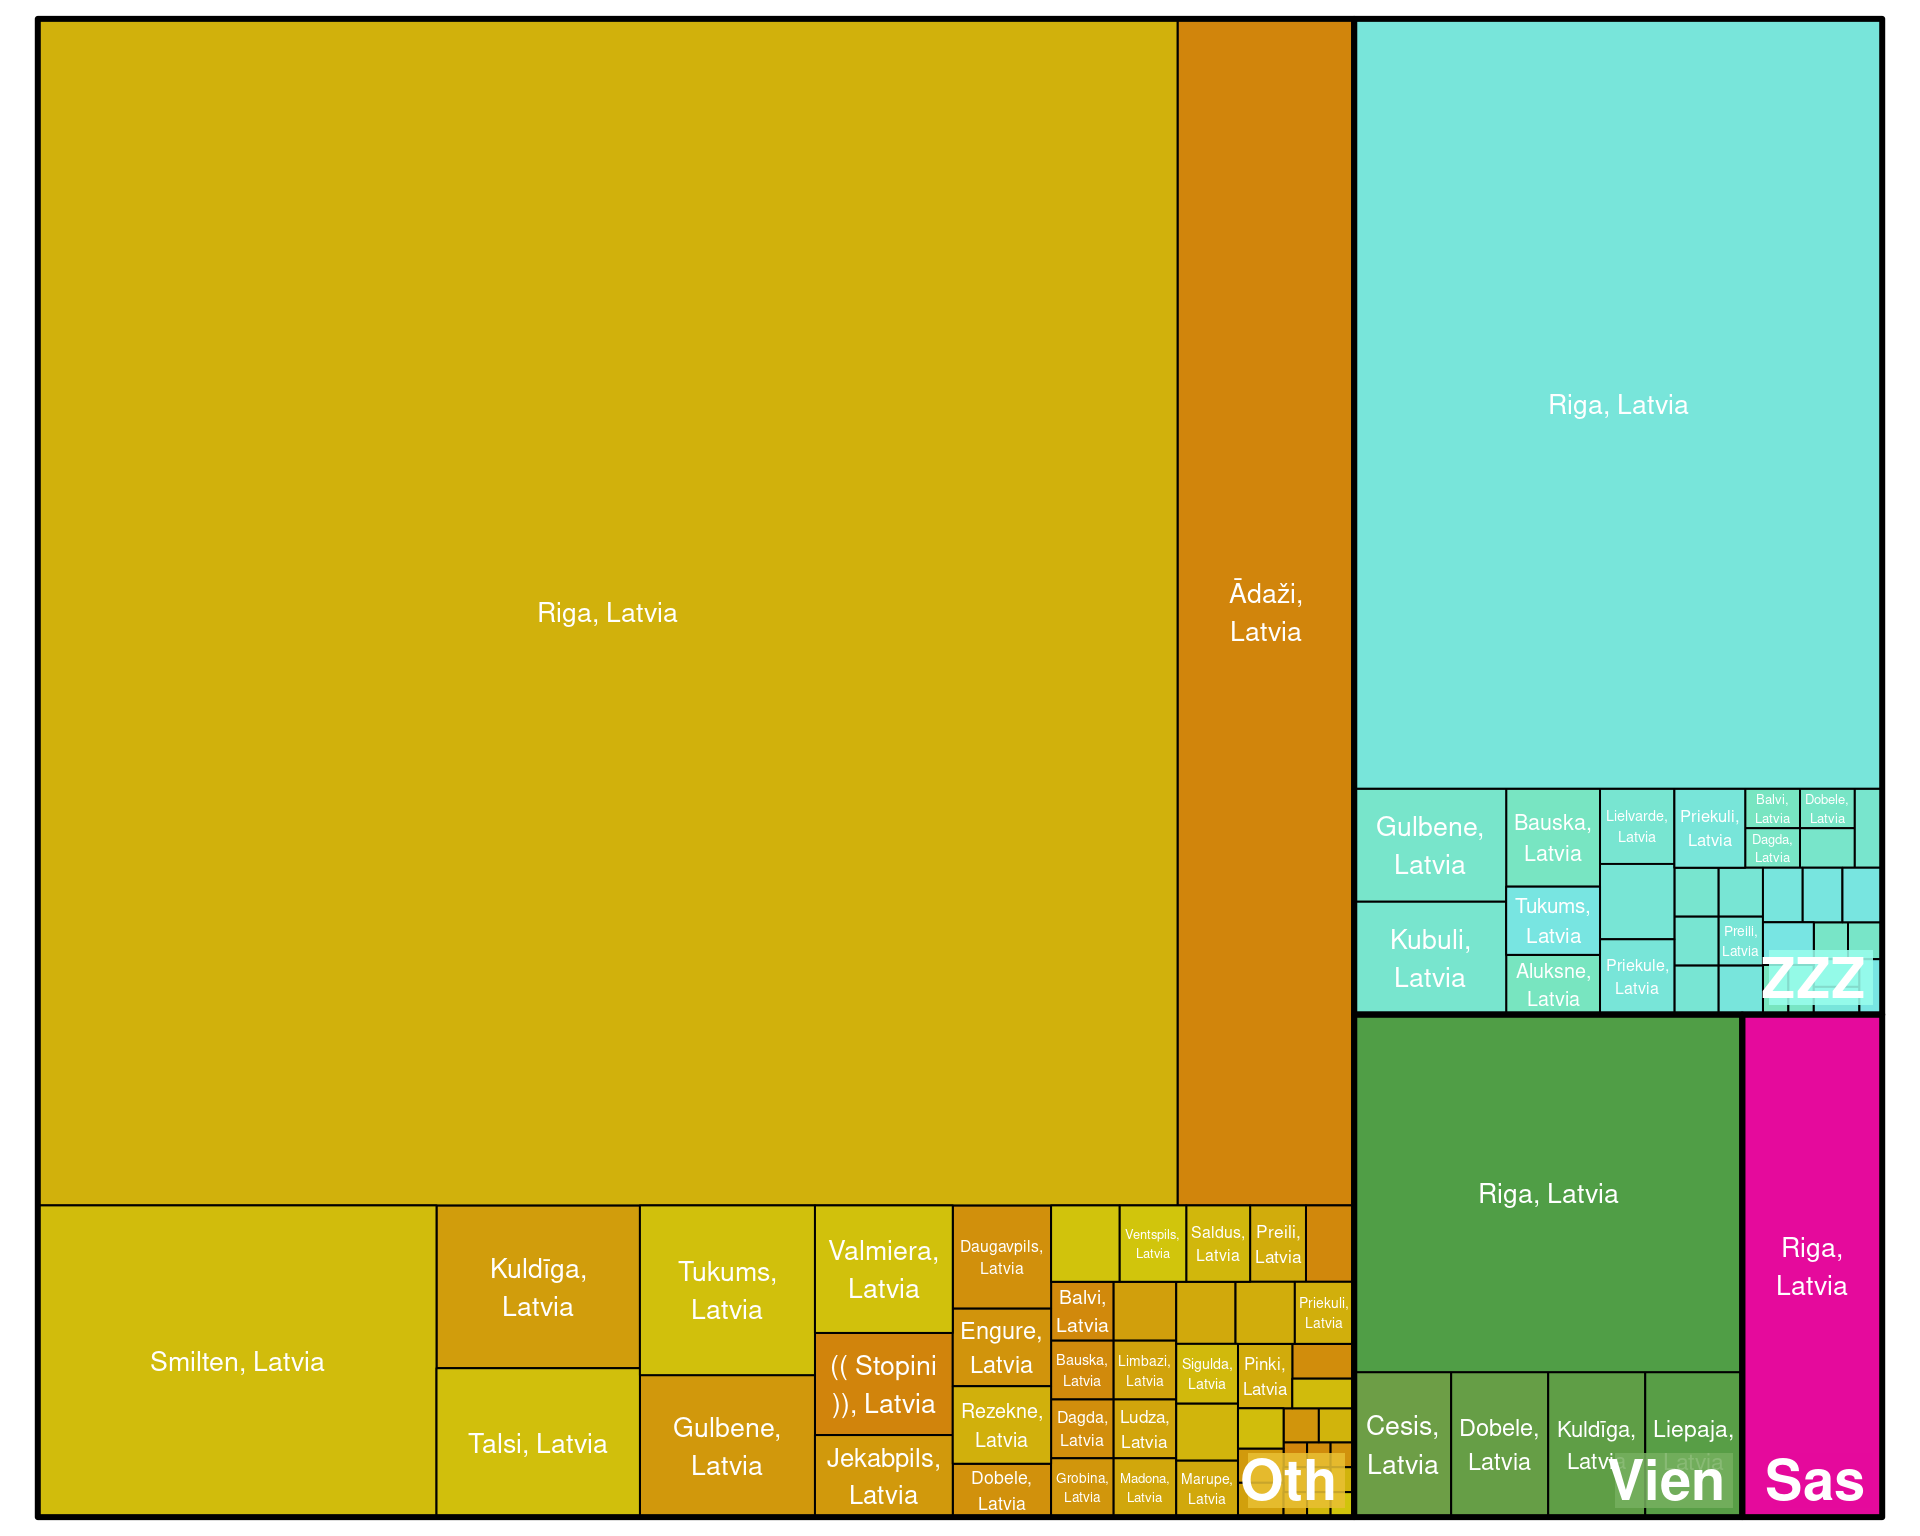 Riga, Latvia
Ādaži,
Latvia
Smilten, Latvia
Kuldīga,
Latvia
Talsi, Latvia
Tukums,
Latvia
Gulbene,
Latvia
Valmiera,
Latvia
(( Stopini
)), Latvia
Jekabpils,
Latvia
Daugavpils,
Latvia
Engure,
Latvia
Rezekne,
Latvia
Dobele,
Latvia
Ventspils,
Latvia
Saldus,
Latvia
Preili,
Latvia
Balvi,
Latvia
Priekuli,
Latvia
Bauska,
Latvia
Limbazi,
Latvia
Sigulda,
Latvia
Pinki,
Latvia
Dagda,
Latvia
Ludza,
Latvia
Grobina,
Latvia
Madona,
Latvia
Marupe,
Latvia
Oth
Riga, Latvia
Gulbene,
Latvia
Kubuli,
Latvia
Bauska,
Latvia
Tukums,
Latvia
Aluksne,
Latvia
Lielvarde,
Latvia
Priekule,
Latvia
Priekuli,
Latvia
Balvi,
Latvia
Dobele,
Latvia
Dagda,
Latvia
Preili,
Latvia
ZZZ
Riga, Latvia
Cesis,
Latvia
Dobele,
Latvia
Kuldīga,
Latvia
Liepaja,
Latvia
Vien
Riga,
Latvia
Sas